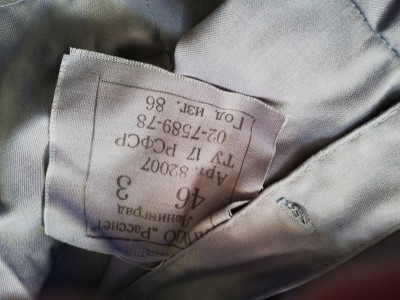 "Рассвет"
Ленинград
46 3
Арт. 82007
ТУ 17 РСФСР
02-7589-78
Год изг. 86